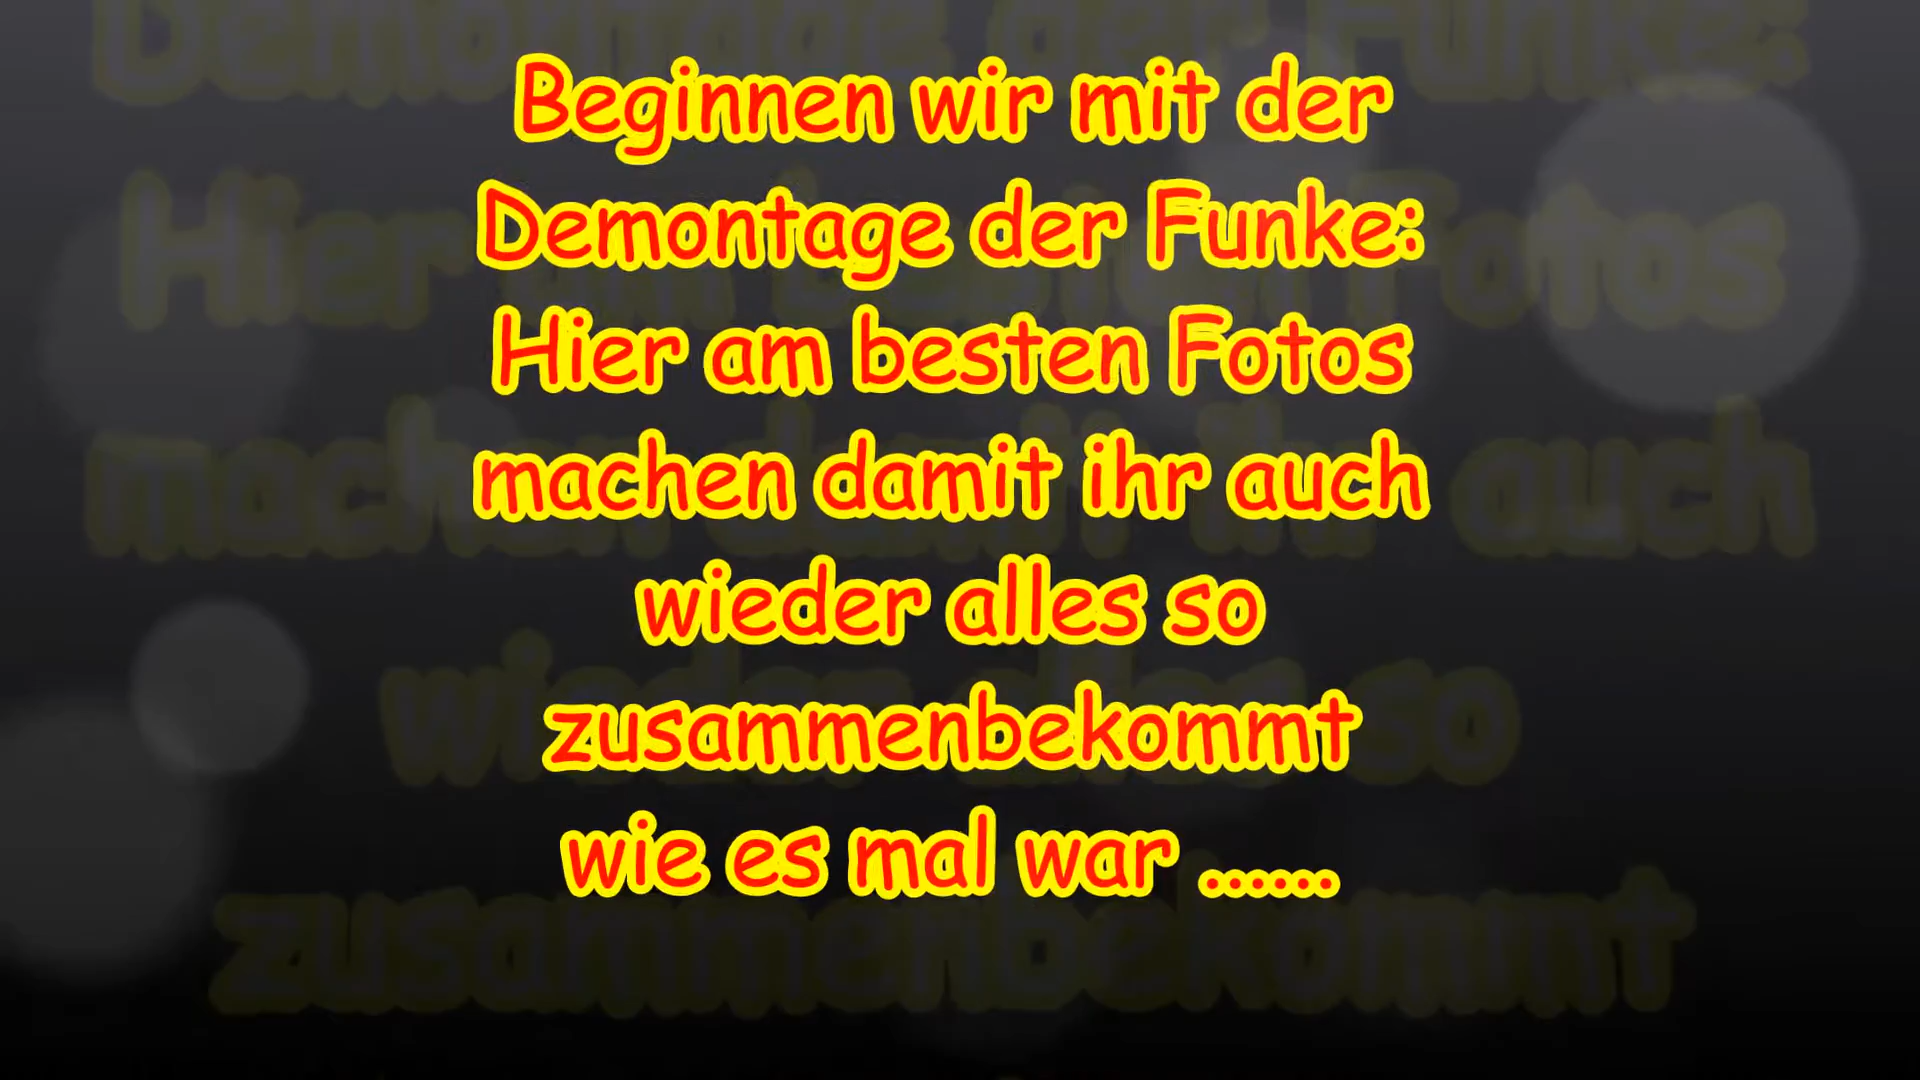 Beginnen wir mit der
Demontage der Funke:
Hier am besten Fotos
machen damit ihr auch
wieder alles so
zusammenbekommt
wie es mal war ......